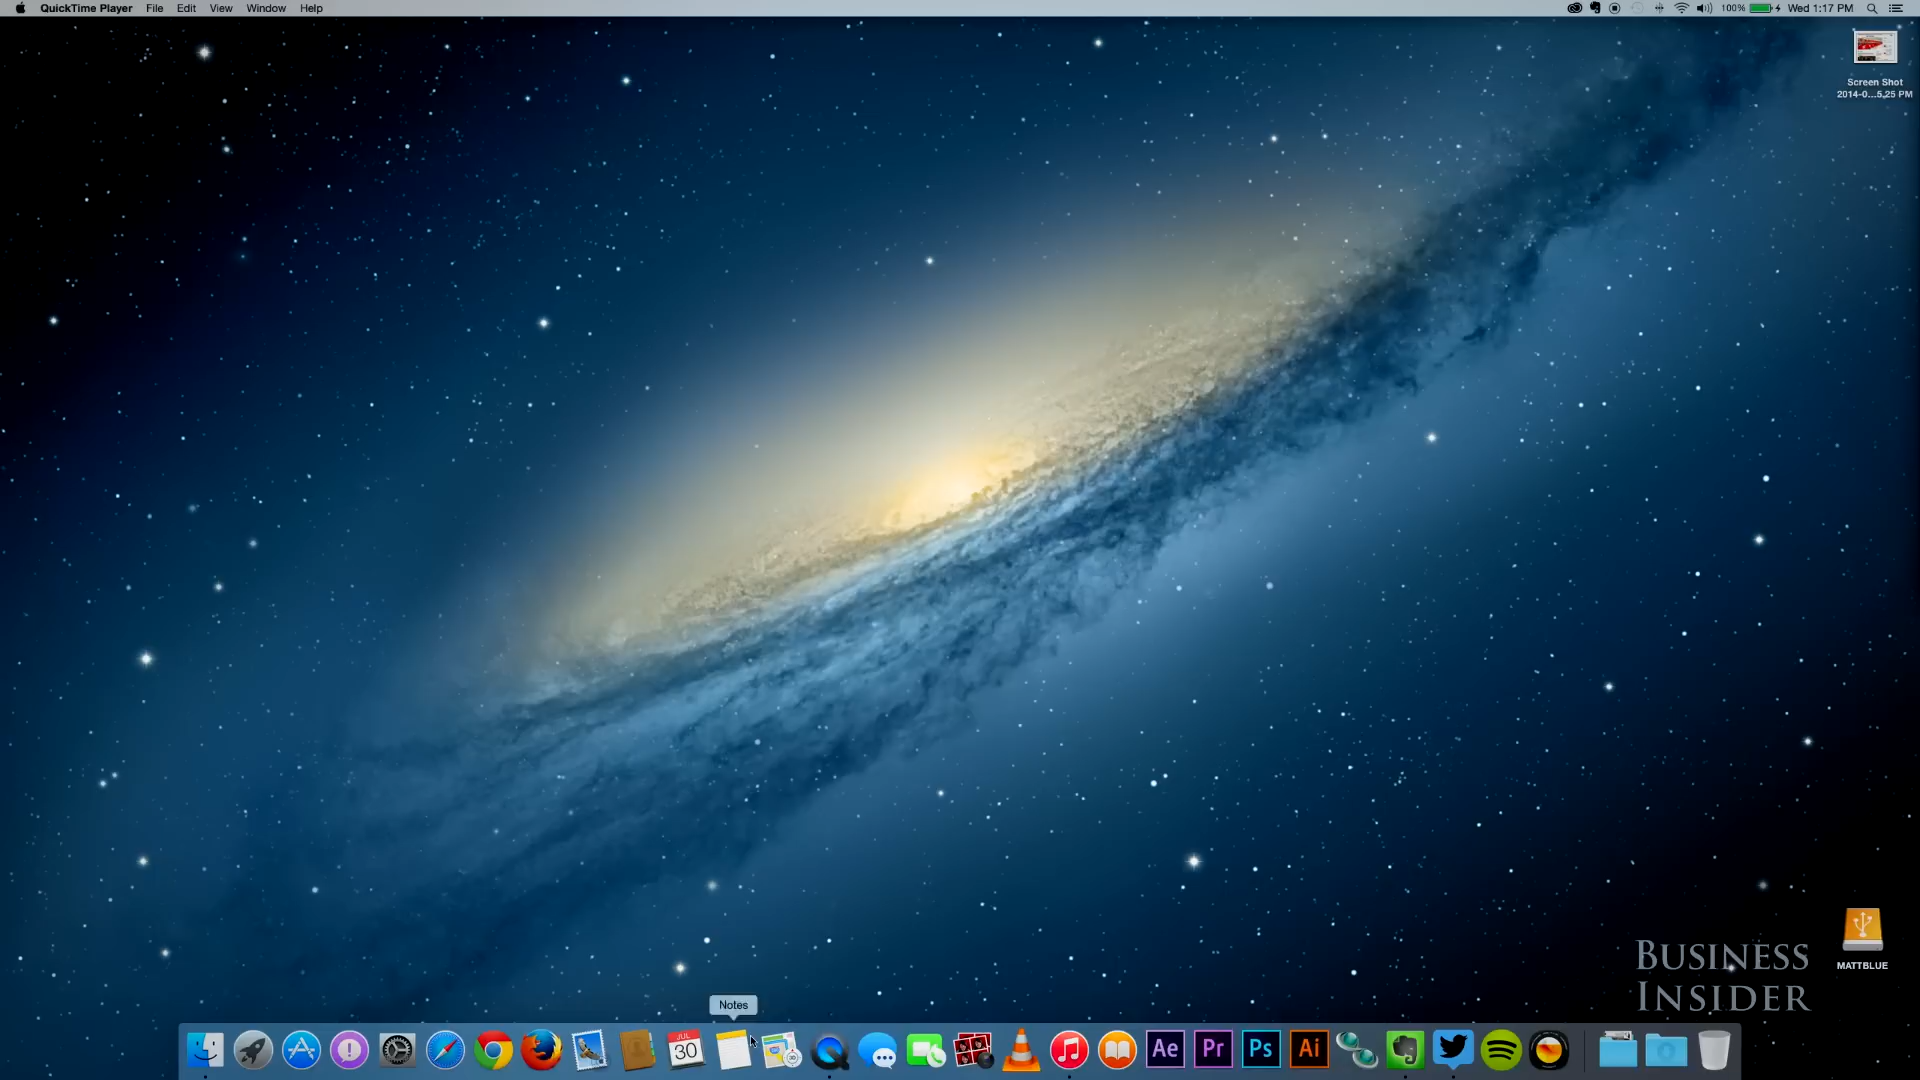 QuickTime Player File Edit View Window Help 100% Wed 1:17 PM
Screen Shot
2014-0...5.25 PM
BUSINESS
INSIDER
MATTBLUE
Notes
JUL
30
Ae Pr Ps Ai